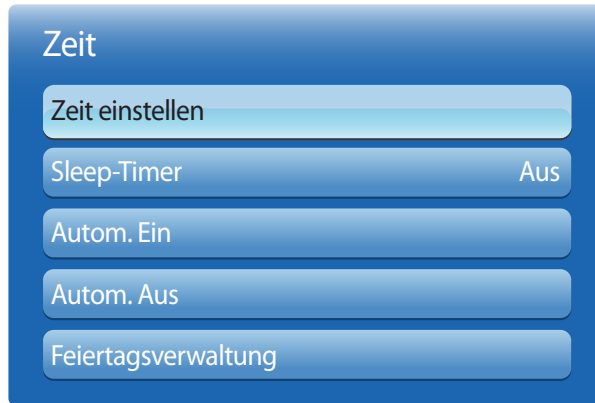 Zeit
Zeit einstellen
Sleep-Timer Aus
Autom. Ein
Autom. Aus
Feiertagsverwaltung